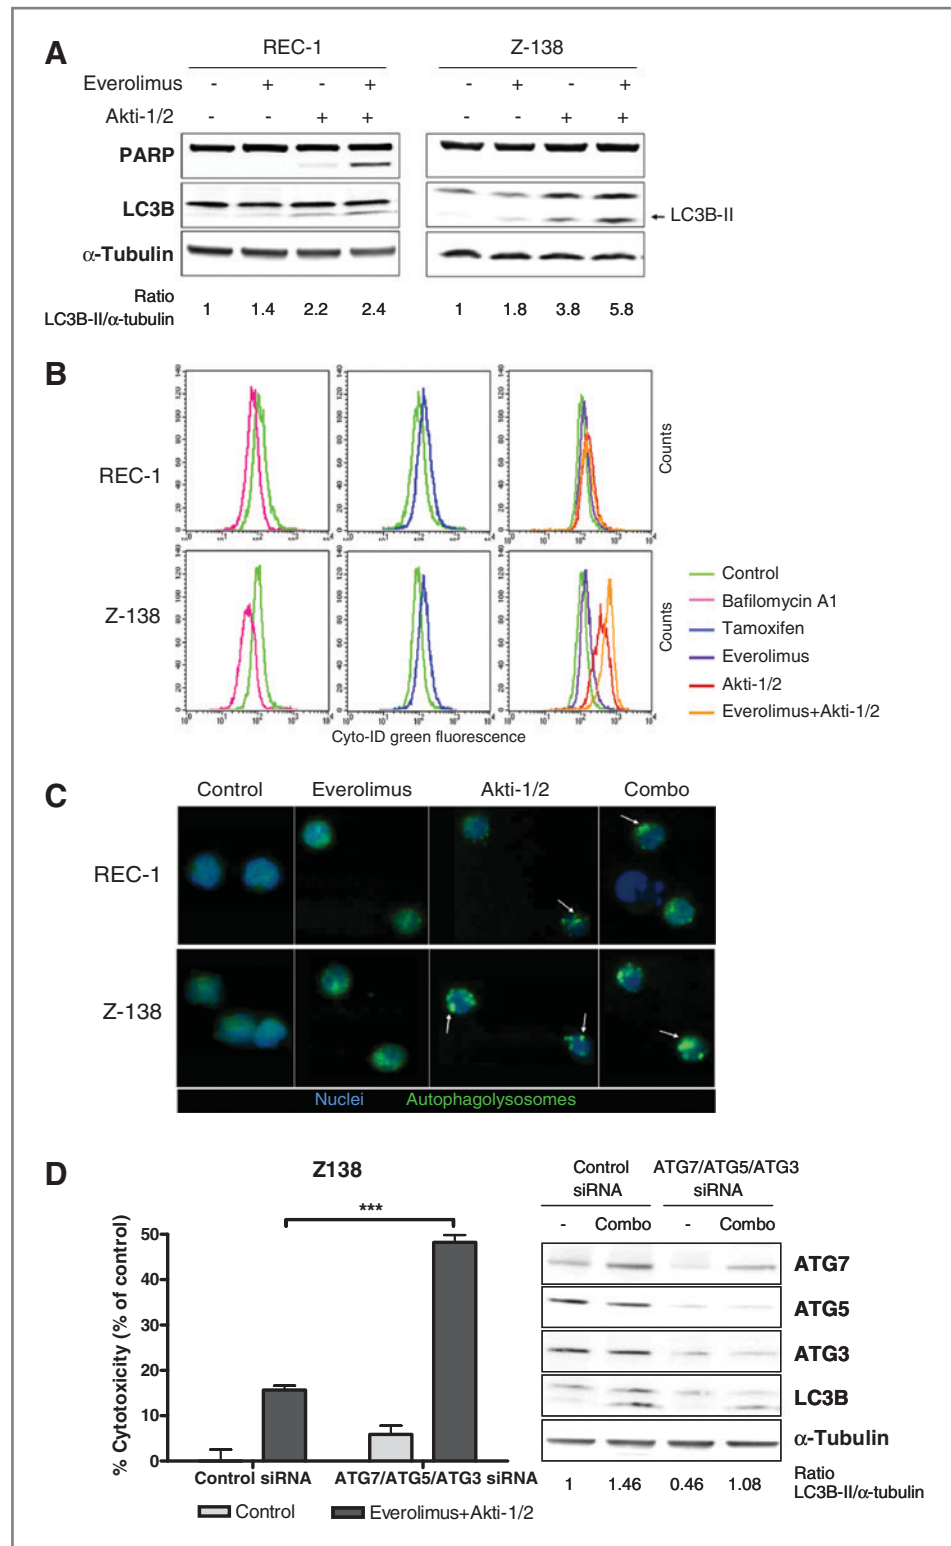 A
REC-1 Z-138
Everolimus - + - + - + - +
Akti-1/2 - - + + - - + +
PARP
LC3B
LC3B-II
α-Tubulin
Ratio
LC3B-II/α-tubulin 1 1.4 2.2 2.4 1 1.8 3.8 5.8
B
REC-1
Counts
Z-138
Counts
Control
Bafilomycin A1
Tamoxifen
Everolimus
Akti-1/2
Everolimus+Akti-1/2
Cyto-ID green fluorescence
C
Control Everolimus Akti-1/2 Combo
REC-1
Z-138
Nuclei Autophagolysosomes
D
Z138
***
% Cytotoxicity (% of control)
50
40
30
20
10
0
Control siRNA ATG7/ATG5/ATG3 siRNA
Control Everolimus+Akti-1/2
Control siRNA
ATG7/ATG5/ATG3 siRNA
- Combo - Combo
ATG7
ATG5
ATG3
LC3B
α-Tubulin
1 1.46 0.46 1.08
Ratio
LC3B-II/α-tubulin